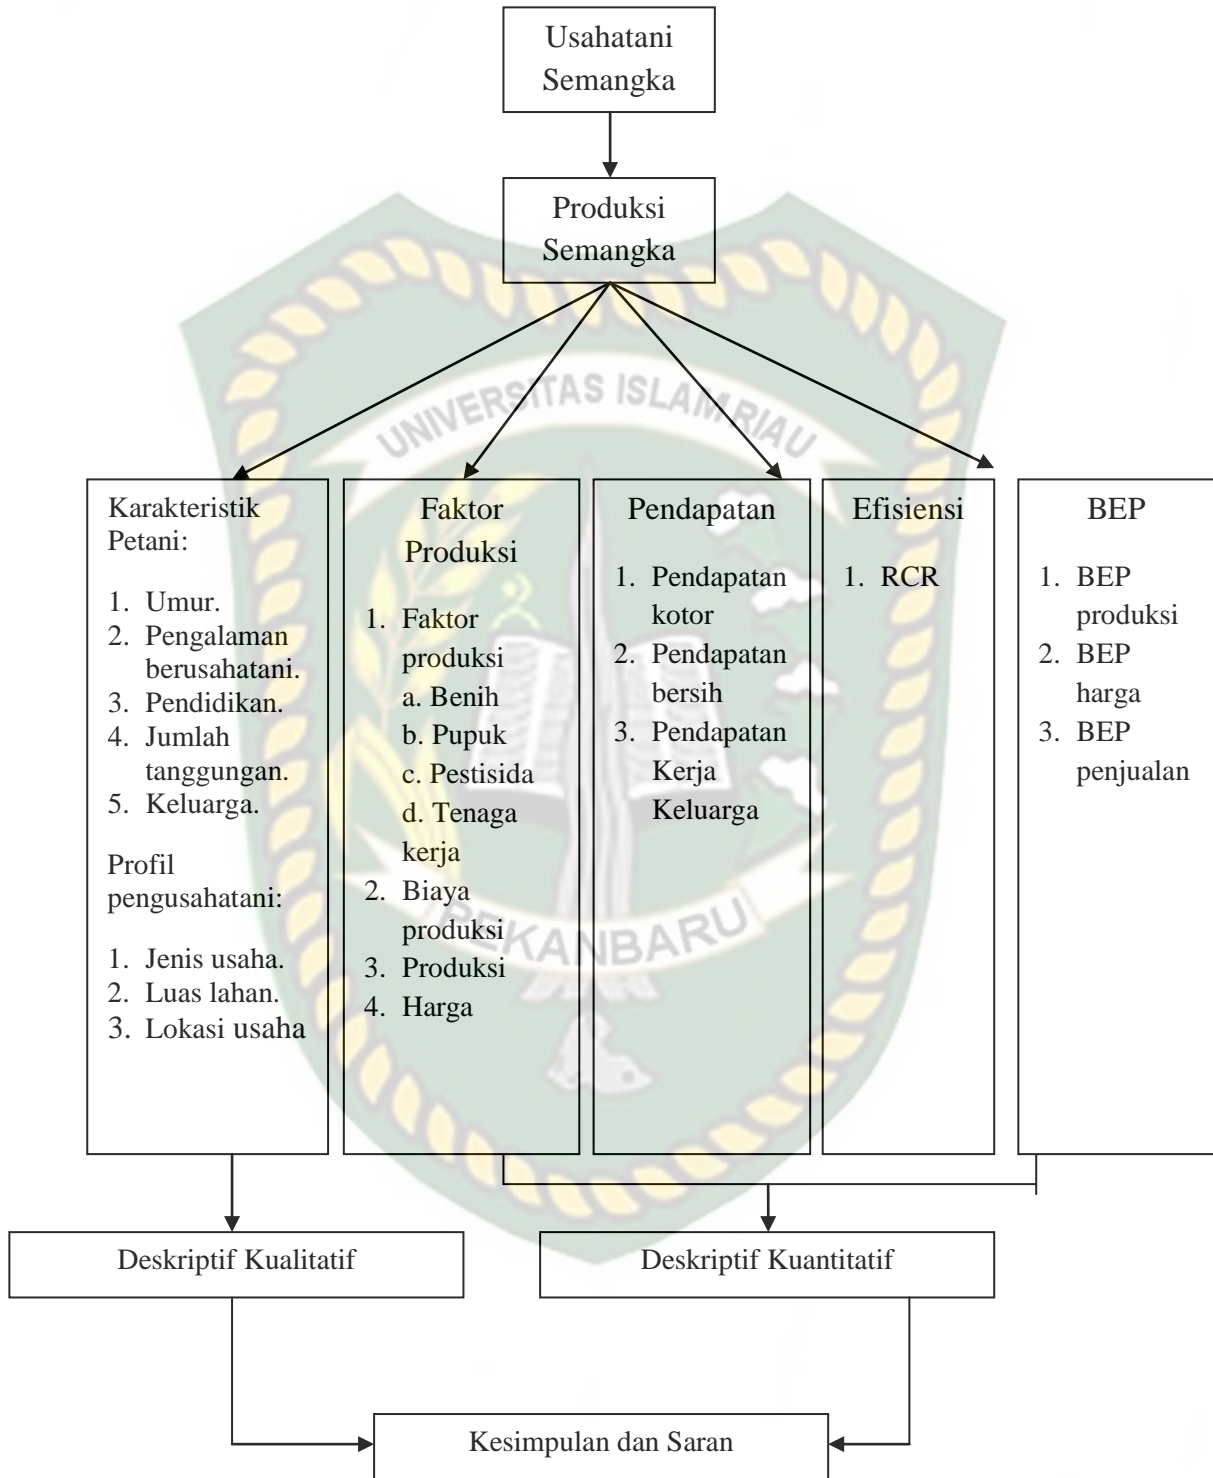 Usahatani
Semangka
Produksi
Semangka
UNIVERSITAS ISLAM RIAU
Karakteristik
Petani:
1. Umur.
2. Pengalaman
berusahatani.
3. Pendidikan.
4. Jumlah
tanggungan.
5. Keluarga.
Profil
pengusahatani:
1. Jenis usaha.
2. Luas lahan.
3. Lokasi usaha
Faktor
Produksi
1. Faktor
produksi
a. Benih
b. Pupuk
c. Pestisida
d. Tenaga
kerja
2. Biaya
produksi
3. Produksi
4. Harga
Pendapatan
1. Pendapatan
kotor
2. Pendapatan
bersih
3. Pendapatan
Kerja
Keluarga
Efisiensi
1. RCR
BEP
1. BEP
produksi
2. BEP
harga
3. BEP
penjualan
PEKANBARU
Deskriptif Kualitatif
Deskriptif Kuantitatif
Kesimpulan dan Saran